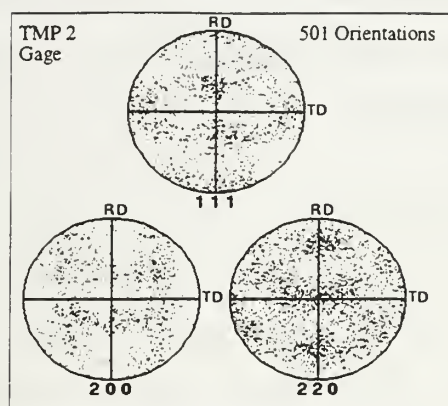 TMP 2
Gage
501 Orientations
RD
TD
111
RD
TD
200
RD
TD
220